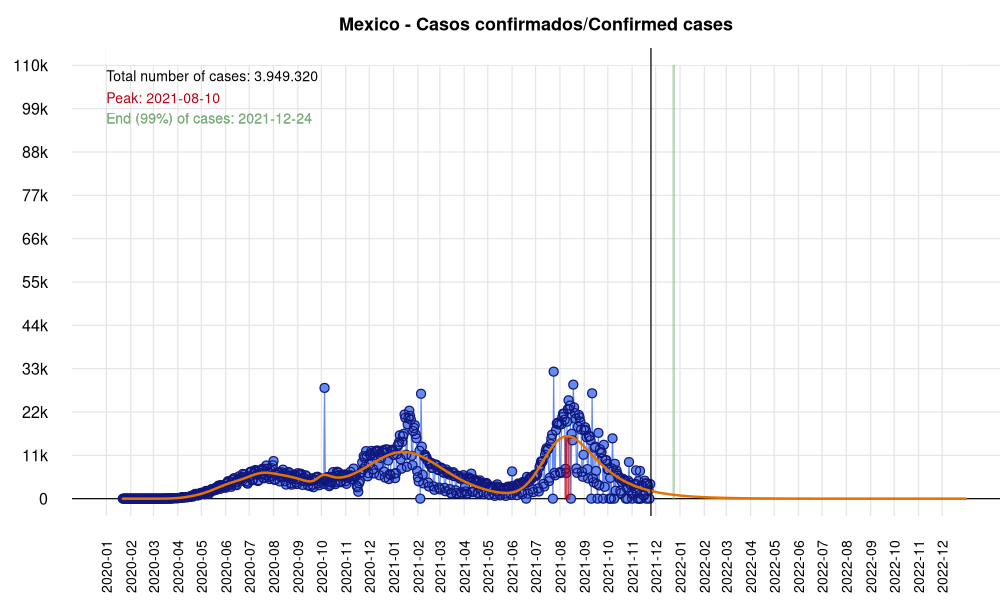 Mexico - Casos confirmados/Confirmed cases
Total number of cases: 3.949.320
Peak: 2021-08-10
End (99%) of cases: 2021-12-24
110k
99k
88k
77k
66k
55k
44k
33k
22k
11k
0
2020-01
2020-02
2020-03
2020-04
2020-05
2020-06
2020-07
2020-08
2020-09
2020-10
2020-11
2020-12
2021-01
2021-02
2021-03
2021-04
2021-05
2021-06
2021-07
2021-08
2021-09
2021-10
2021-11
2021-12
2022-01
2022-02
2022-03
2022-04
2022-05
2022-06
2022-07
2022-08
2022-09
2022-10
2022-11
2022-12